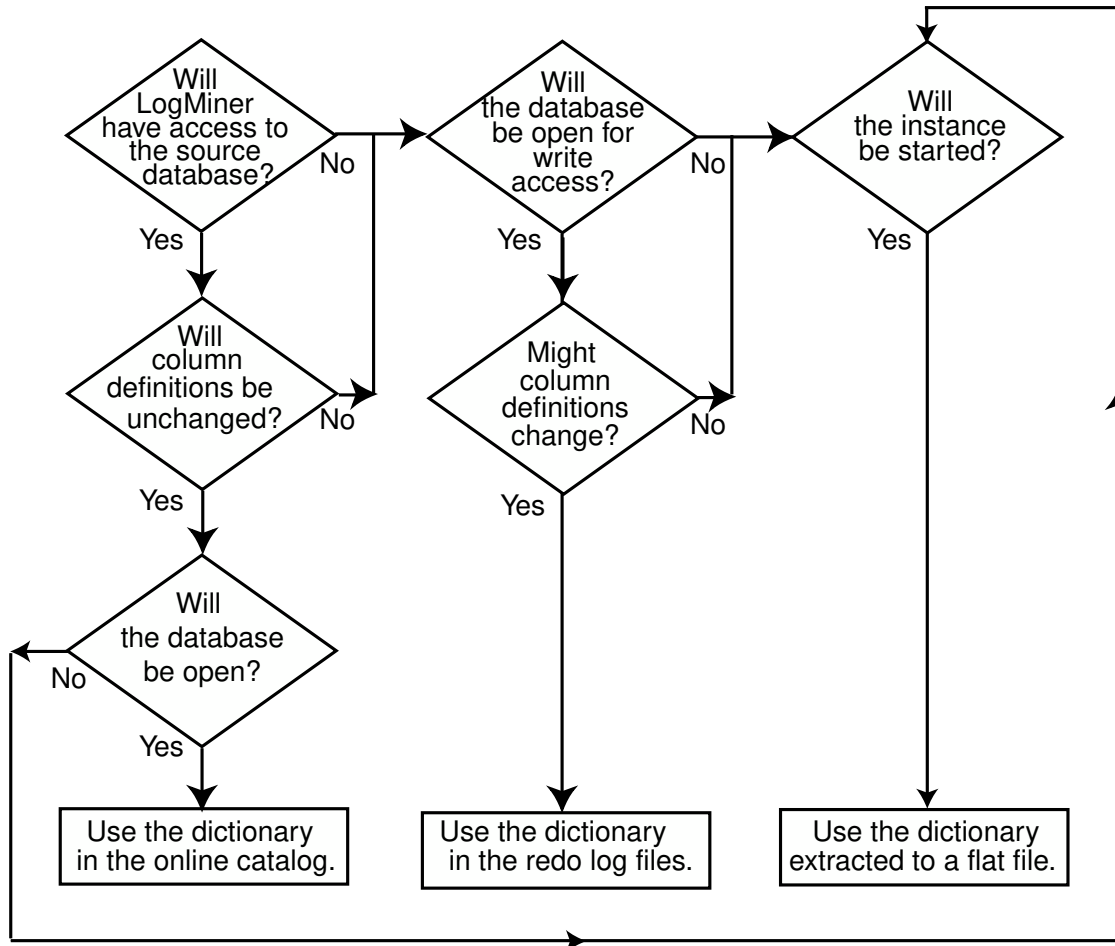 Will
LogMiner
have access to
the source
database?
No
Yes
Will
column
definitions be
unchanged?
No
Yes
Will
the database
be open?
No
Yes
Use the dictionary
in the online catalog.
Will
the database
be open for
write
access?
No
Yes
Might
column
definitions
change?
No
Yes
Use the dictionary
in the redo log files.
Will
the instance
be started?
Yes
Use the dictionary
extracted to a flat file.